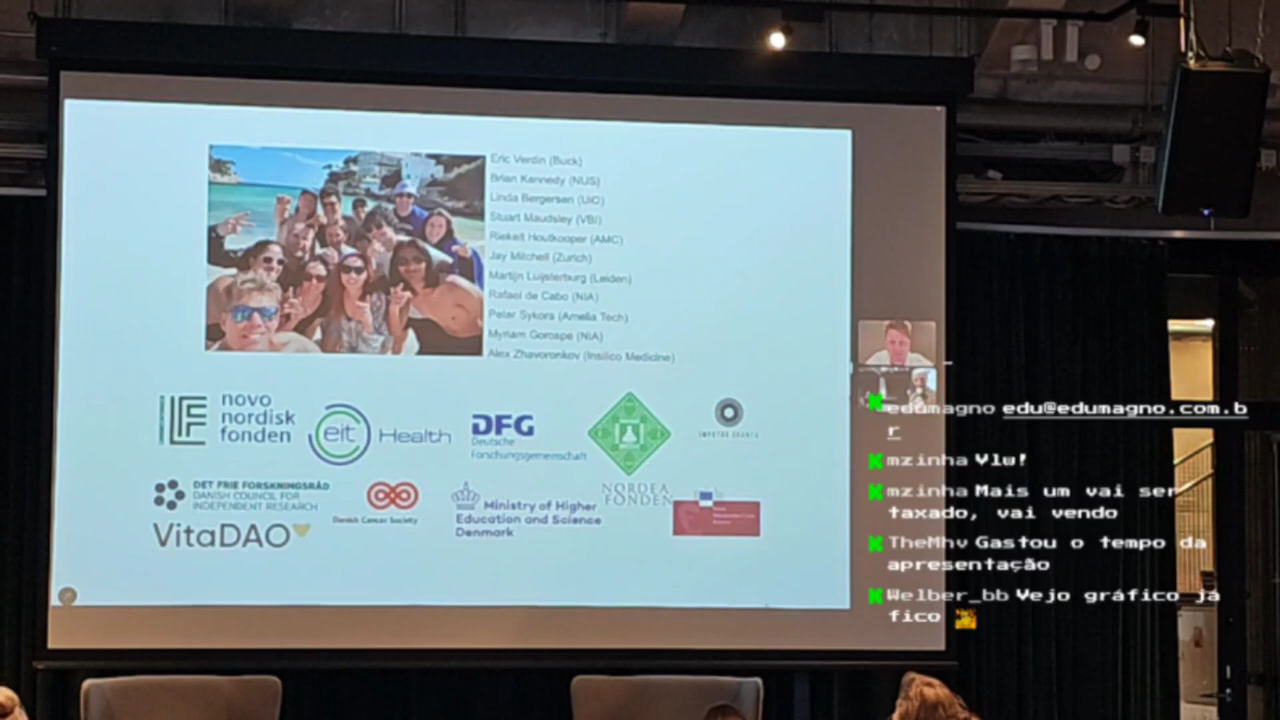 Eric Verdin (Buck)
Brian Kennedy (NUS)
Linda Bergersen (UiO)
Stuart Maudsley (VBI)
Riekelt Houtkooper (AMC)
Jay Mitchell (Zurich)
Martijn Luijsterburg (Leiden)
Rafael de Cabo (NIA)
Peter Sykora (Amelia Tech)
Myriam Gorospe (NIA)
Alex Zhavoronkov (Insilico Medicine)
novo
nordisk
fonden
eit Health
DFG
Deutsche
Forschungsgemeinschaft
IMPETUS GRANTS
DET FRIE FORSKNINGSRÅD
DANISH COUNCIL FOR
INDEPENDENT RESEARCH
Danish Cancer Society
Ministry of Higher
Education and Science
Denmark
NORDEA
FONDEN
VitaDAO
edumagno edu@edumagno.com.b
r
mzinha Vlw!
mzinha Mais um vai ser
taxado, vai vendo
TheMhv Gastou o tempo da
apresentação
Welber_bb Vejo gráfico já
fico